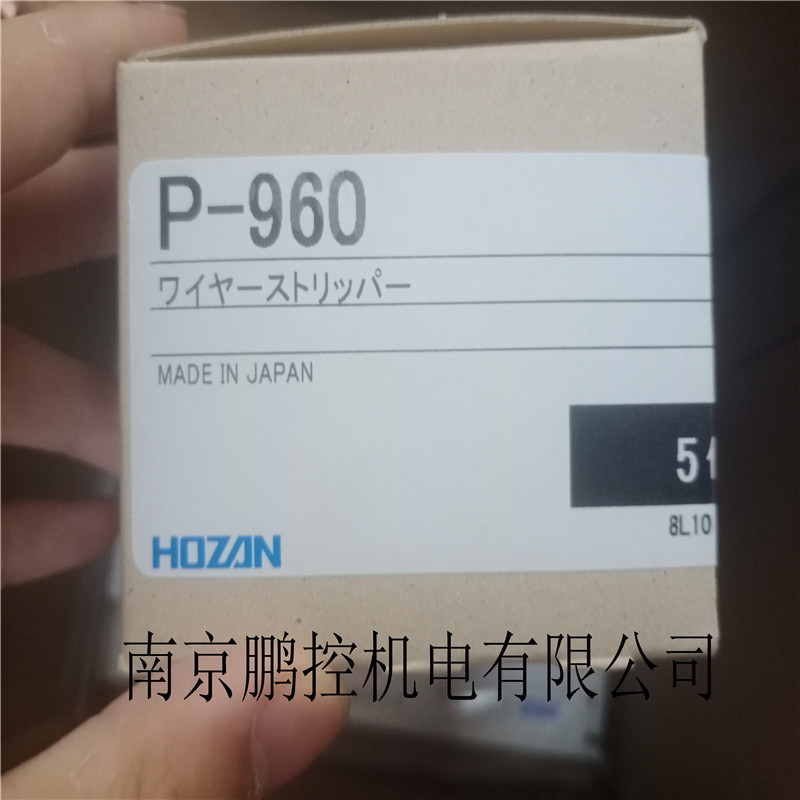 P-960
ワイヤーストリッパー
MADE IN JAPAN
5
8L10
HOZAN
南京鹏控机电有限公司